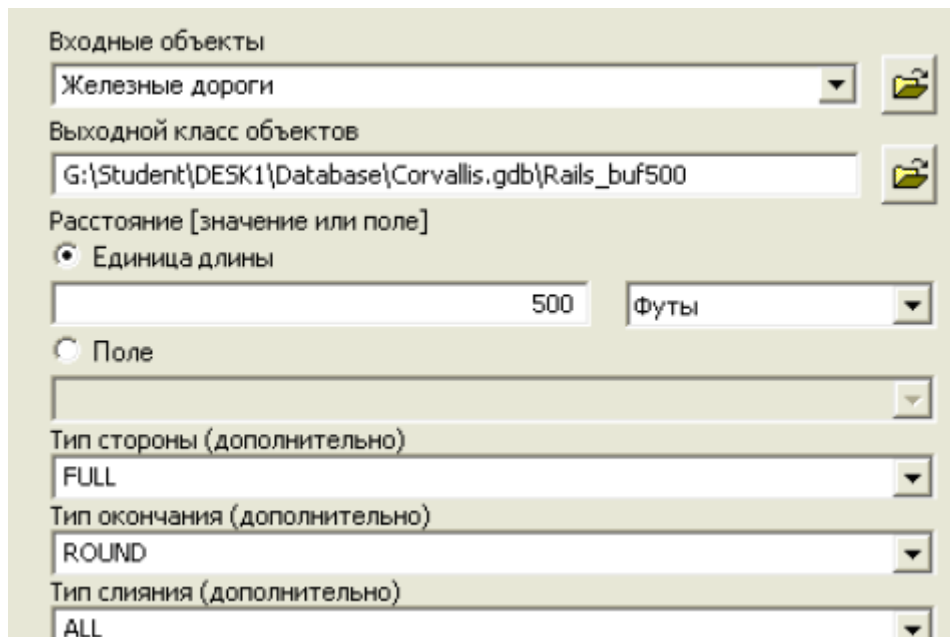 Входные объекты
Железные дороги
Выходной класс объектов
G:\Student\DESK1\Database\Corvallis.gdb\Rails_buf500
Расстояние [значение или поле]
Единица длины
500 Футы
Поле
Тип стороны (дополнительно)
FULL
Тип окончания (дополнительно)
ROUND
Тип слияния (дополнительно)
ALL